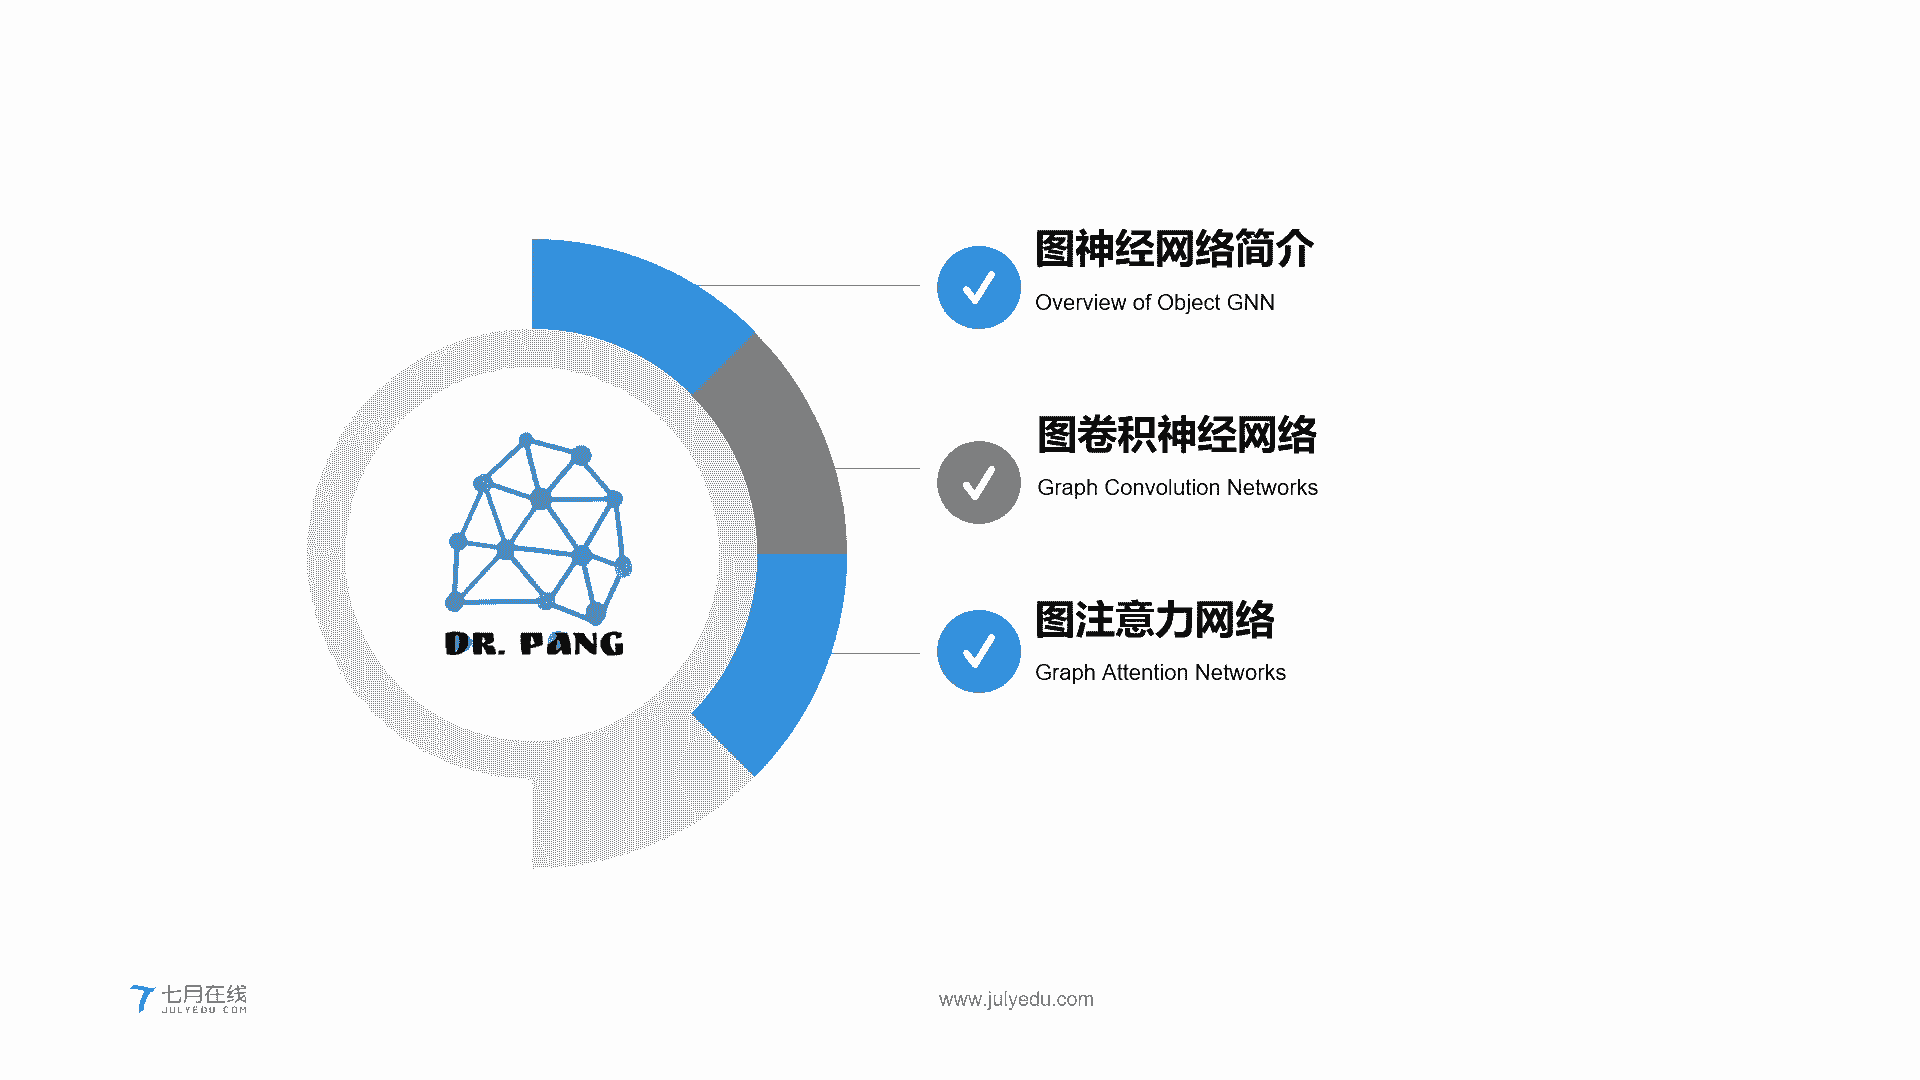 图神经网络简介
Overview of Object GNN
图卷积神经网络
Graph Convolution Networks
图注意力网络
Graph Attention Networks
DR. PANG
七月在线
JULYEDU.COM
www.julyedu.com